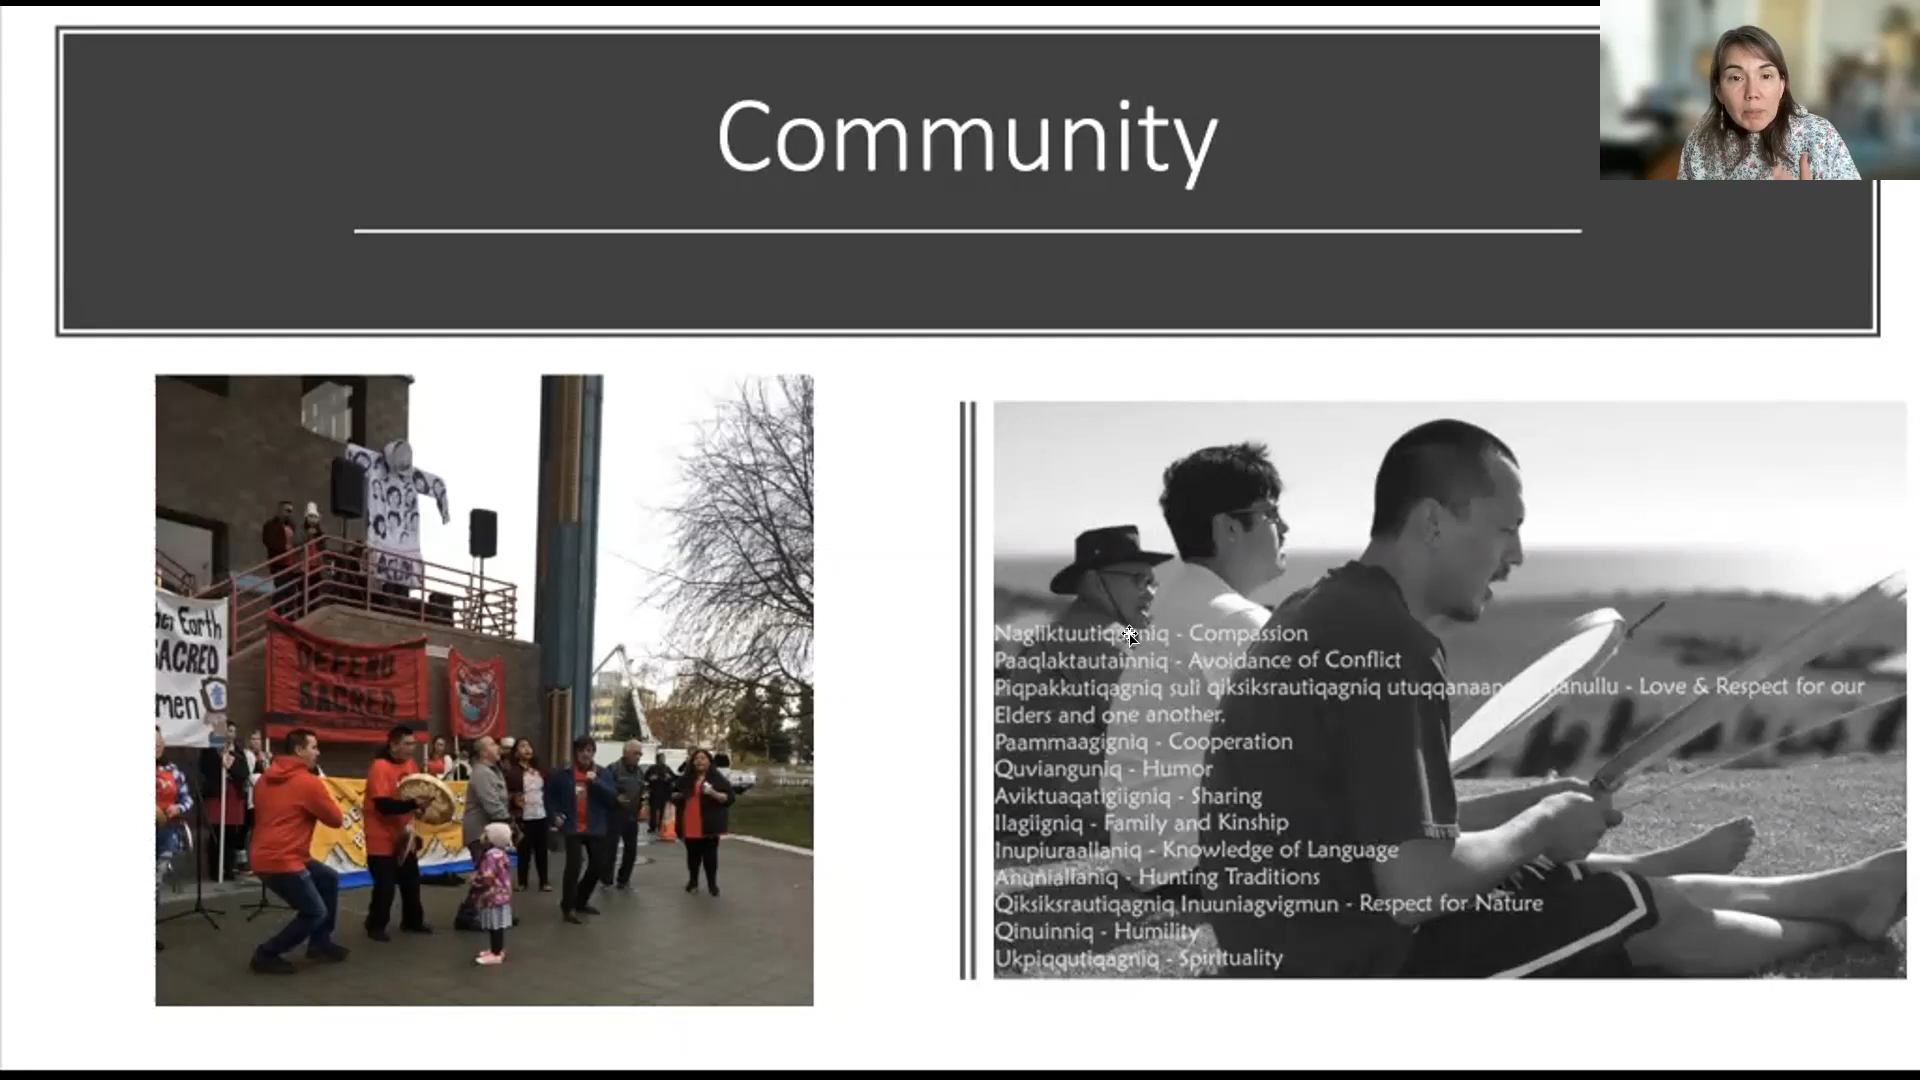 Community
her Earth
SACRED
men
DEFEND
SACRED
Nagliktuutiqagniq - Compassion
Paaqlaktautainniq - Avoidance of Conflict
Piqpakkutiqagniq suli qiksiksrautiqagniq utuqqanaanun - Love & Respect for our
Elders and one another.
Paammaagigniq - Cooperation
Quvianguniq - Humor
Aviktuaqatigiigniq - Sharing
Ilagiigniq - Family and Kinship
Inupiuraallaniq - Knowledge of Language
Anuniallaniq - Hunting Traditions
Qiksiksrautiqagniq Inuuniagvigmun - Respect for Nature
Qinuinniq - Humility
Ukpiqqutiqagniq - Spirituality